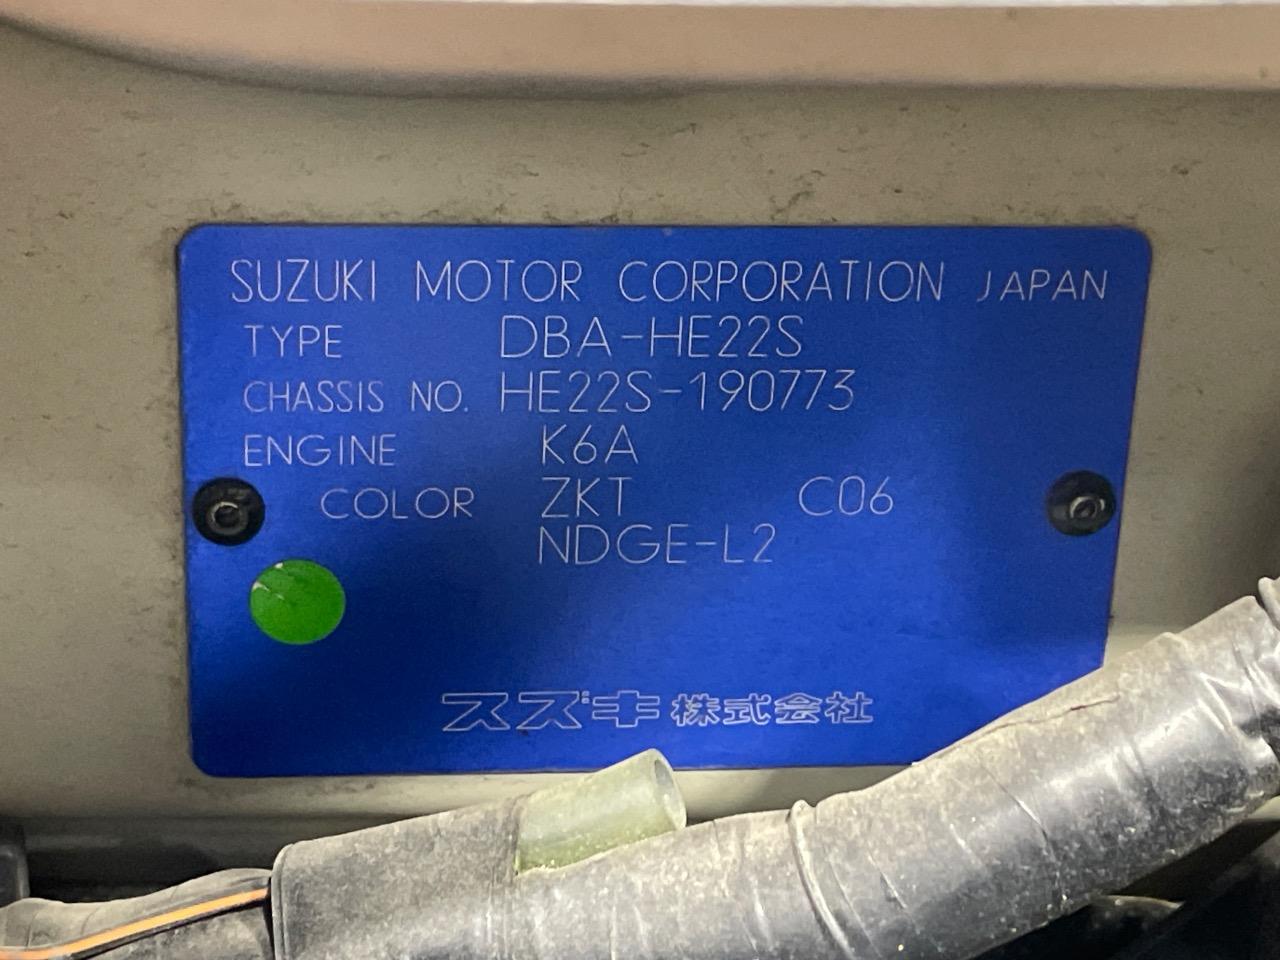 SUZUKI MOTOR CORPORATION JAPAN
TYPE DBA-HE22S
CHASSIS NO. HE22S-190773
ENGINE K6A
COLOR ZKT C06
NDGE-L2
スズキ株式会社